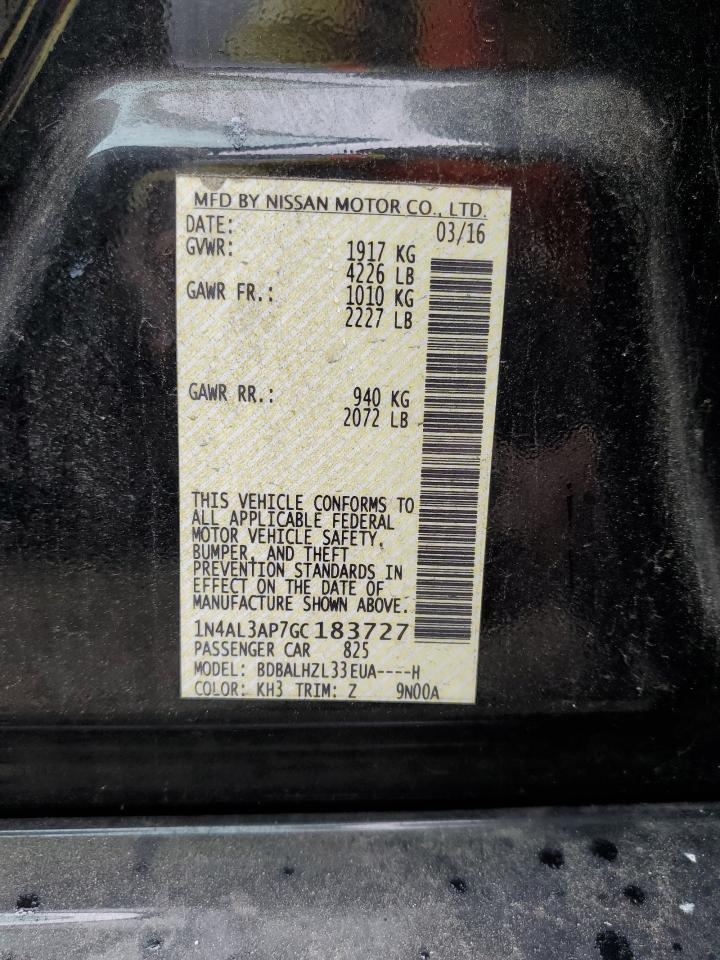 MFD BY NISSAN MOTOR CO., LTD.
DATE: 03/16
GVWR: 1917 KG
4226 LB
GAWR FR.: 1010 KG
2227 LB
GAWR RR.: 940 KG
2072 LB
THIS VEHICLE CONFORMS TO
ALL APPLICABLE FEDERAL
MOTOR VEHICLE SAFETY,
BUMPER, AND THEFT
PREVENTION STANDARDS IN
EFFECT ON THE DATE OF
MANUFACTURE SHOWN ABOVE.
1N4AL3AP7GC183727
PASSENGER CAR 825
MODEL: BDBALHZL33EUA----H
COLOR: KH3 TRIM: Z 9N00A